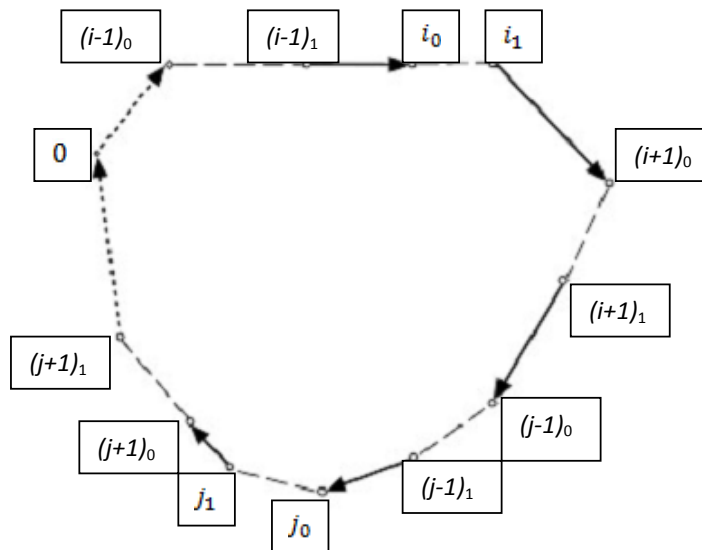 (i-1)₀
(i-1)₁
i₀
i₁
0
(i+1)₀
(i+1)₁
(j+1)₁
(j-1)₀
(j+1)₀
(j-1)₁
j₁
j₀